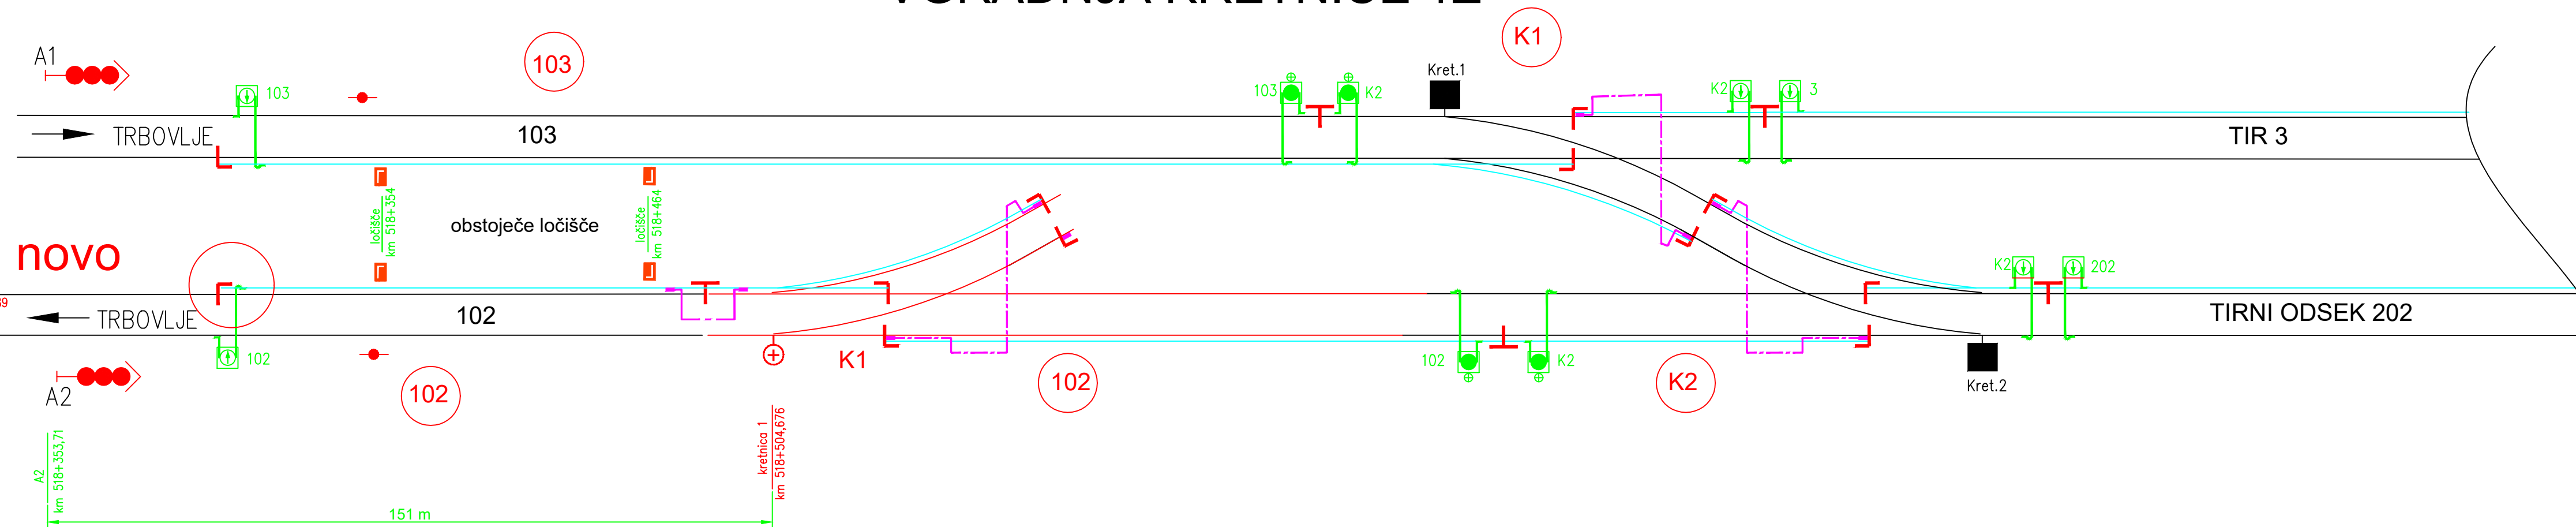 A1
103
TRBOVLJE
103
103
K2
Kret.1
K1
K2
3
TIR 3
ločišče
km 518+354
obstoječe ločišče
ločišče
km 518+464
novo
TRBOVLJE
102
102
102
A2
K1
102
102
K2
K2
K2
202
Kret.2
TIRNI ODSEK 202
A2
km 518+353,71
151 m
kretnica 1
km 518+504,676